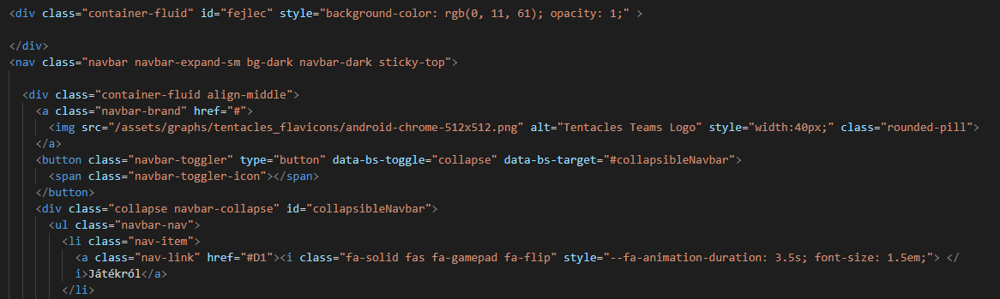 <div class="container-fluid" id="fejlec" style="background-color: rgb(0, 11, 61); opacity: 1;" >
</div>
<nav class="navbar navbar-expand-sm bg-dark navbar-dark sticky-top">
<div class="container-fluid align-middle">
<a class="navbar-brand" href="#">
<img src="/assets/graphs/tentacles_flavicons/android-chrome-512x512.png" alt="Tentacles Teams Logo" style="width:40px;" class="rounded-pill">
</a>
<button class="navbar-toggler" type="button" data-bs-toggle="collapse" data-bs-target="#collapsibleNavbar">
<span class="navbar-toggler-icon"></span>
</button>
<div class="collapse navbar-collapse" id="collapsibleNavbar">
<ul class="navbar-nav">
<li class="nav-item">
<a class="nav-link" href="#D1"><i class="fa-solid fas fa-gamepad fa-flip" style="--fa-animation-duration: 3.5s; font-size: 1.5em;"> </
i>Játékról</a>
</li>